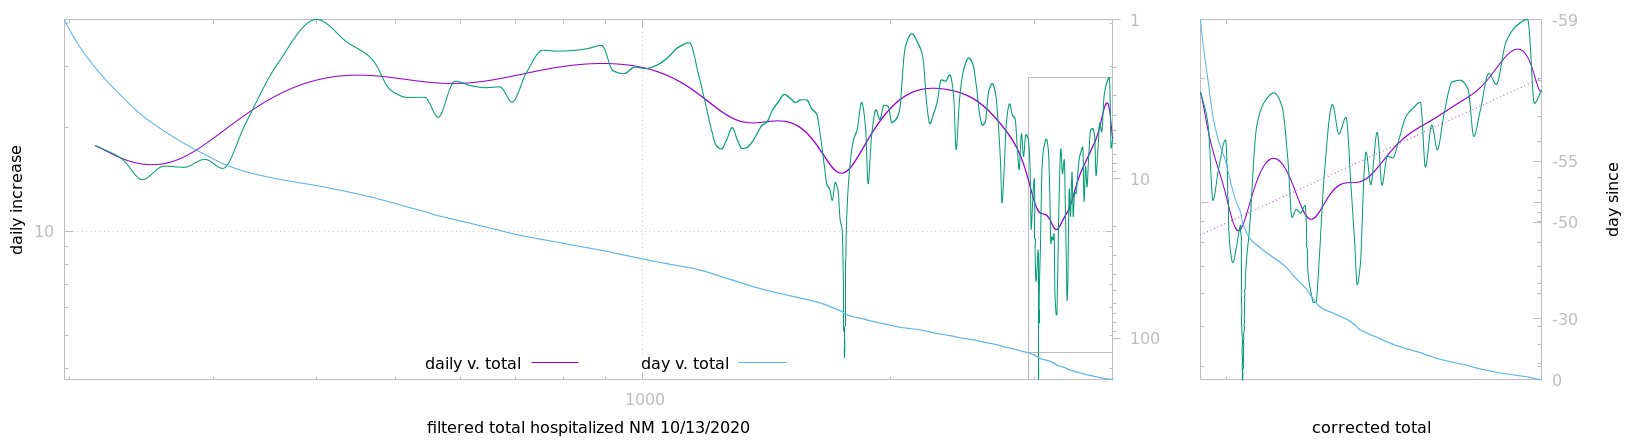 1
-59
daily increase
10
10
-55
-50
day since
-30
100
daily v. total
day v. total
0
1000
filtered total hospitalized NM 10/13/2020
corrected total